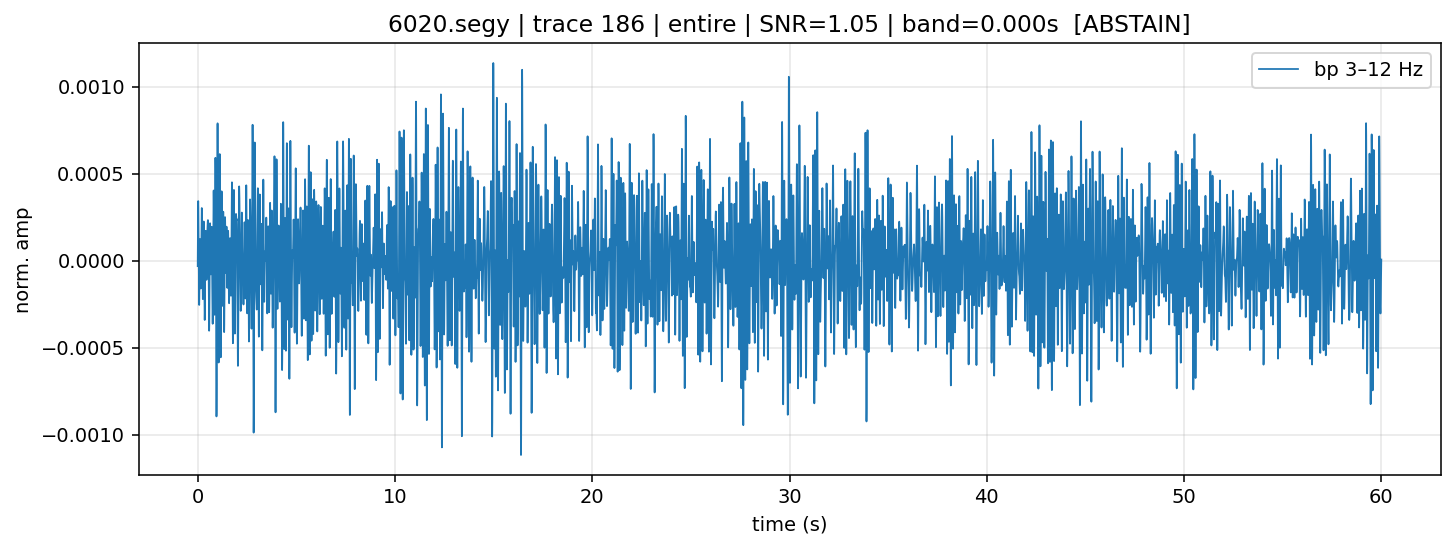 6020.segy | trace 186 | entire | SNR=1.05 | band=0.000s  [ABSTAIN]
bp 3–12 Hz
norm. amp
0.0010
0.0005
0.0000
−0.0005
−0.0010
0 10 20 30 40 50 60
time (s)